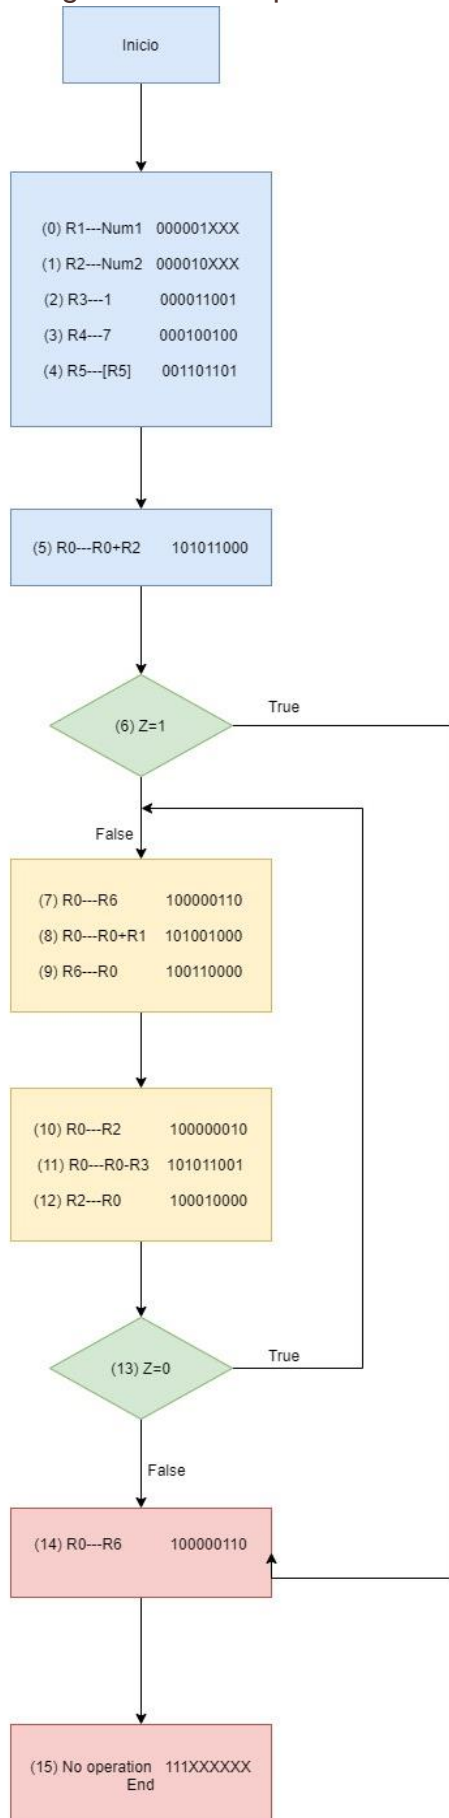 Inicio
(0) R1---Num1 000001XXX
(1) R2---Num2 000010XXX
(2) R3---1 000011001
(3) R4---7 000100100
(4) R5---[R5] 001101101
(5) R0---R0+R2 101011000
(6) Z=1
True
False
(7) R0---R6 100000110
(8) R0---R0+R1 101001000
(9) R6---R0 100110000
(10) R0---R2 100000010
(11) R0---R0-R3 101011001
(12) R2---R0 100010000
(13) Z=0
True
False
(14) R0---R6 100000110
(15) No operation 111XXXXXX
End